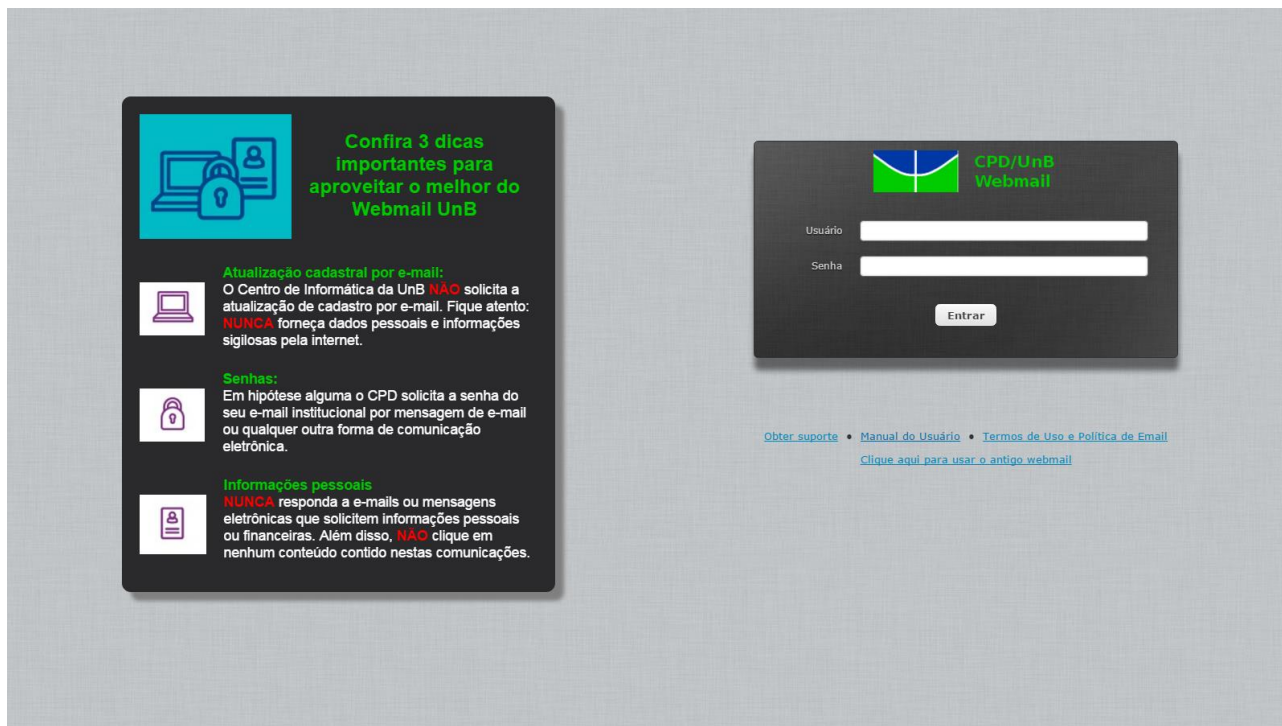 Confira 3 dicas
importantes para
aproveitar o melhor do
Webmail UnB
Atualização cadastral por e-mail:
O Centro de Informática da UnB NÃO solicita a
atualização de cadastro por e-mail. Fique atento:
NUNCA forneça dados pessoais e informações
sigilosas pela internet.
Senhas:
Em hipótese alguma o CPD solicita a senha do
seu e-mail institucional por mensagem de e-mail
ou qualquer outra forma de comunicação
eletrônica.
Informações pessoais
NUNCA responda a e-mails ou mensagens
eletrônicas que solicitem informações pessoais
ou financeiras. Além disso, NÃO clique em
nenhum conteúdo contido nestas comunicações.
CPD/UnB
Webmail
Usuário
Senha
Entrar
Obter suporte • Manual do Usuário • Termos de Uso e Política de Email
Clique aqui para usar o antigo webmail